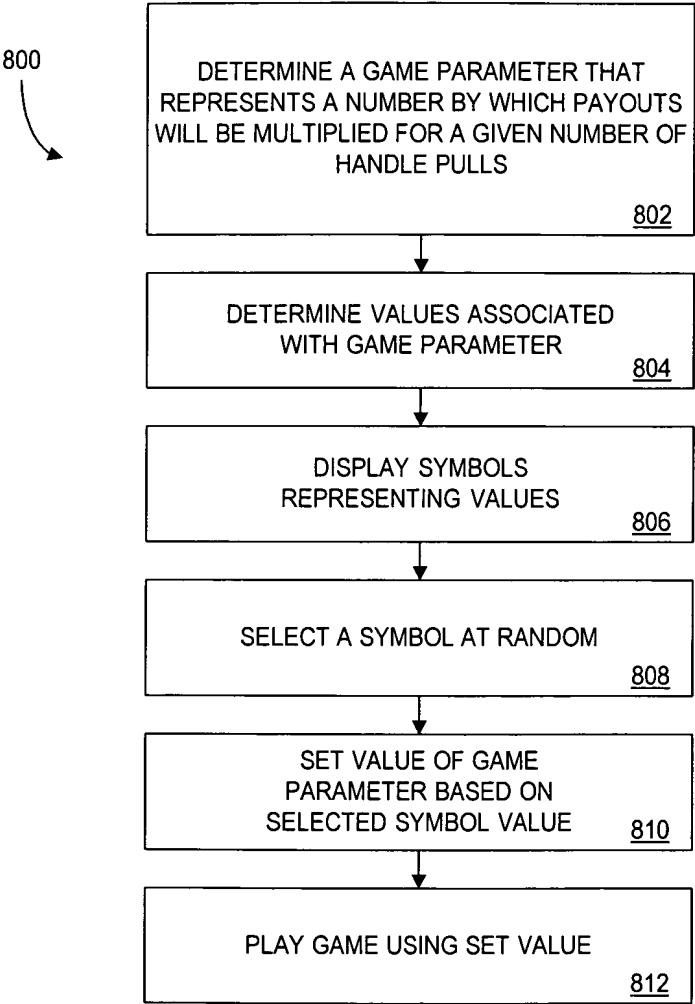 800
DETERMINE A GAME PARAMETER THAT
REPRESENTS A NUMBER BY WHICH PAYOUTS
WILL BE MULTIPLIED FOR A GIVEN NUMBER OF
HANDLE PULLS
802
DETERMINE VALUES ASSOCIATED
WITH GAME PARAMETER
804
DISPLAY SYMBOLS
REPRESENTING VALUES
806
SELECT A SYMBOL AT RANDOM
808
SET VALUE OF GAME
PARAMETER BASED ON
SELECTED SYMBOL VALUE
810
PLAY GAME USING SET VALUE
812